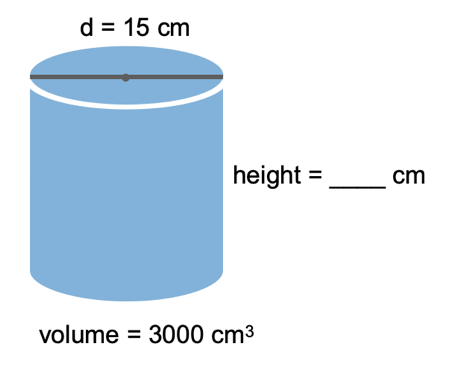 d = 15 cm
height = ____ cm
volume = 3000 cm³